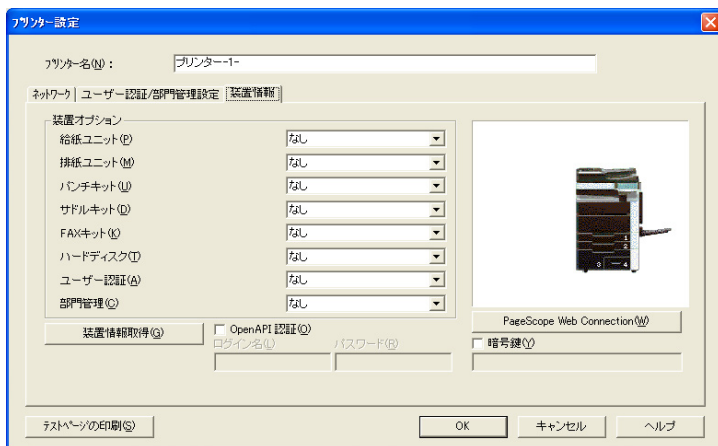 プリンター設定
プリンター名(N)：
プリンター-1-
ネットワーク ユーザー認証/部門管理設定 装置情報
装置オプション
給紙ユニット(P) なし
排紙ユニット(M) なし
パンチキット(U) なし
サドルキット(D) なし
FAXキット(K) なし
ハードディスク(T) なし
ユーザー認証(A) なし
部門管理(C) なし
装置情報取得(G)
OpenAPI 認証(O)
ログイン名(L) パスワード(R)
1
2
3 4
PageScope Web Connection(W)
暗号鍵(Y)
テストページの印刷(S) OK キャンセル ヘルプ